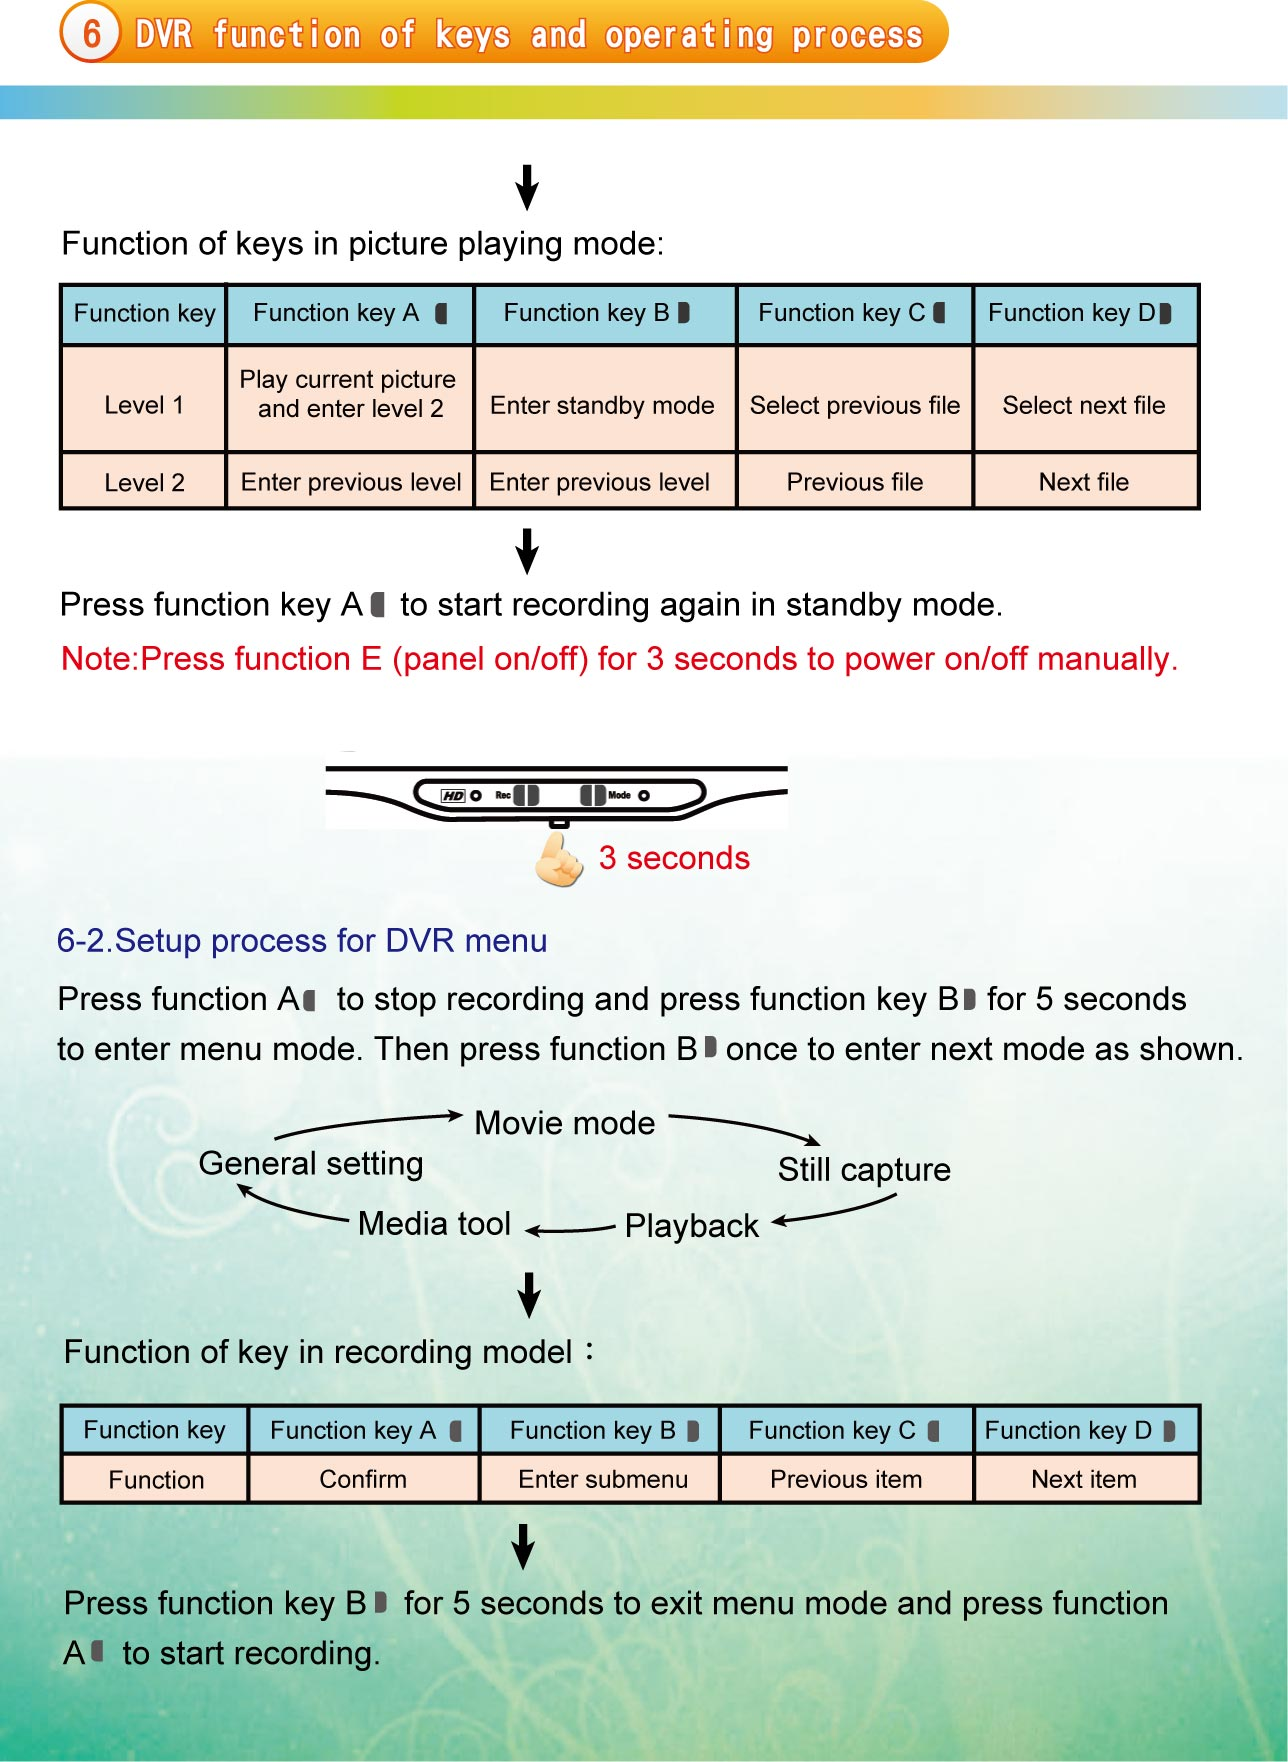 6 DVR function of keys and operating process
Function of keys in picture playing mode:
Function key Function key A Function key B Function key C Function key D
Level 1 Play current picture and enter level 2 Enter standby mode Select previous file Select next file
Level 2 Enter previous level Enter previous level Previous file Next file
Press function key A to start recording again in standby mode.
Note:Press function E (panel on/off) for 3 seconds to power on/off manually.
HD Rec Mode
3 seconds
6-2.Setup process for DVR menu
Press function A to stop recording and press function key B for 5 seconds
to enter menu mode. Then press function B once to enter next mode as shown.
Movie mode
General setting
Still capture
Media tool
Playback
Function of key in recording model：
Function key Function key A Function key B Function key C Function key D
Function Confirm Enter submenu Previous item Next item
Press function key B for 5 seconds to exit menu mode and press function
A to start recording.